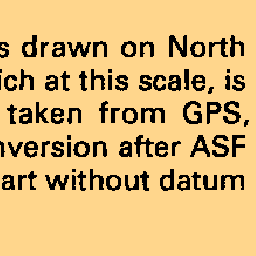 s drawn on North
ich at this scale, is
taken from GPS,
nversion after ASF
art without datum